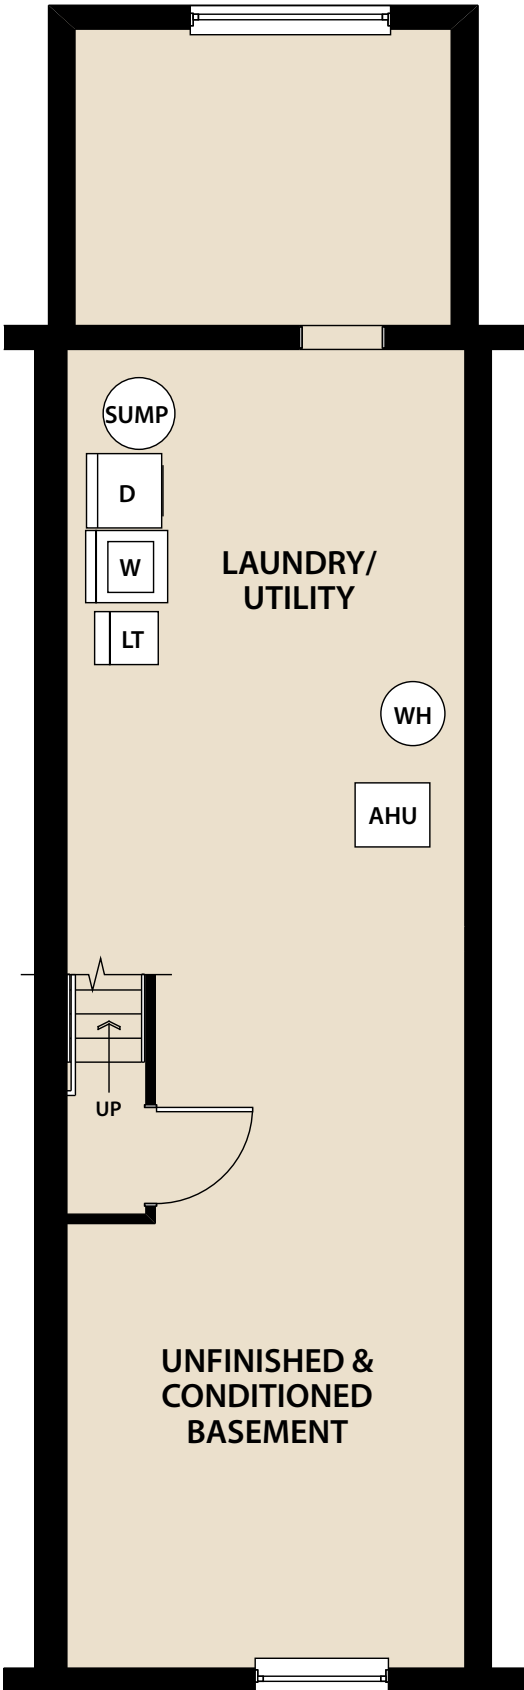 SUMP
D
W
LAUNDRY/
UTILITY
LT
WH
AHU
UP
UNFINISHED &
CONDITIONED
BASEMENT